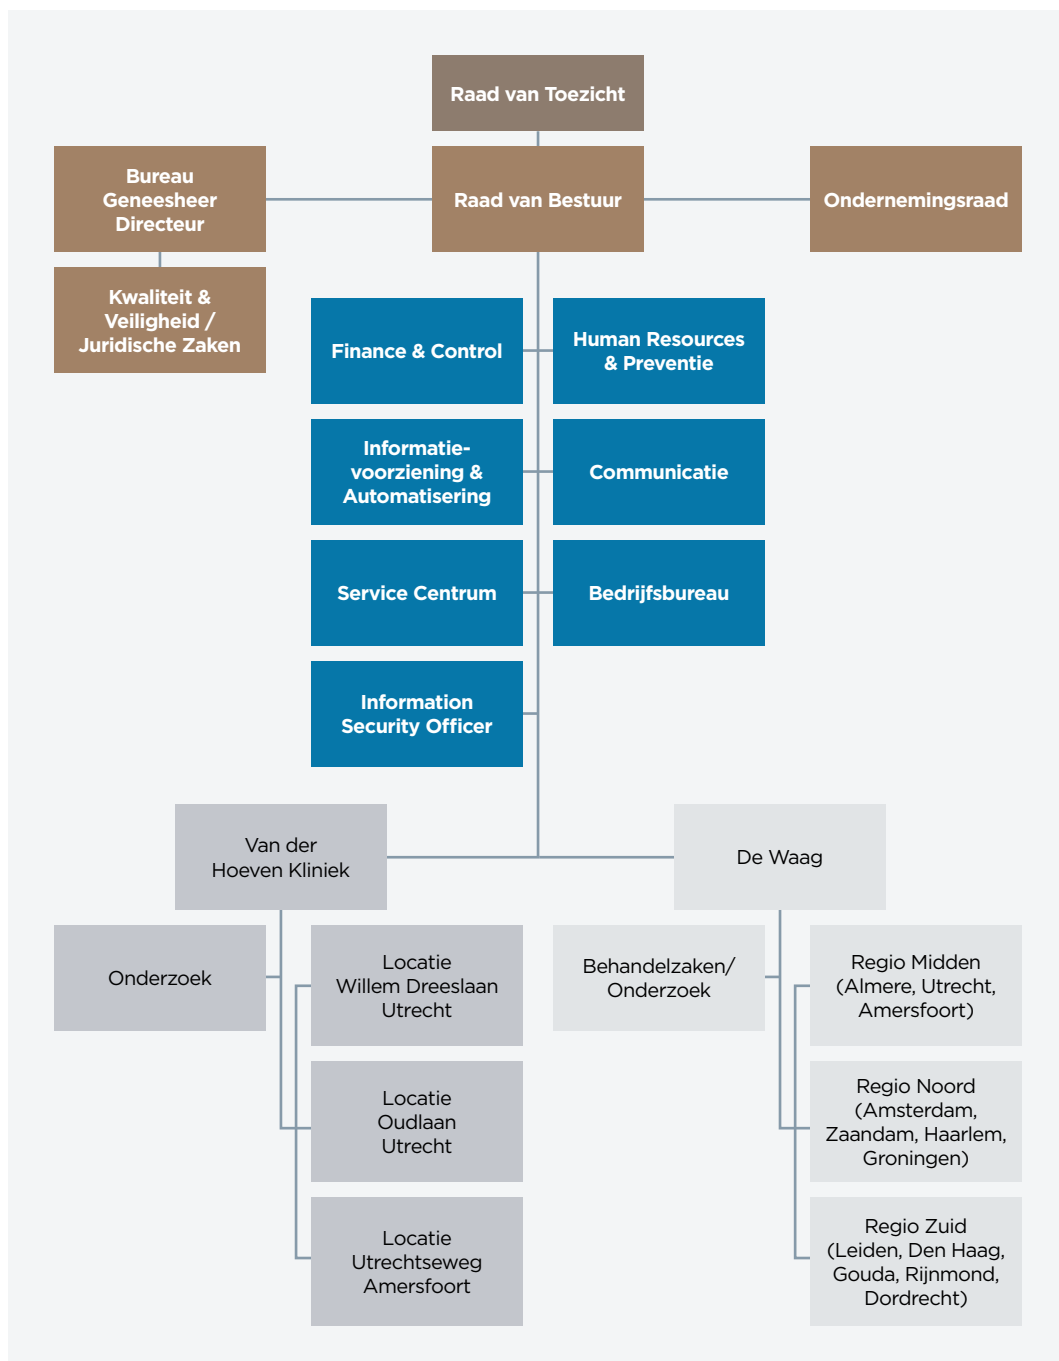 Raad van Toezicht
Bureau
Geneesheer
Directeur
Raad van Bestuur
Ondernemingsraad
Kwaliteit &
Veiligheid /
Juridische Zaken
Finance & Control
Human Resources
& Preventie
Informatie-
voorziening &
Automatisering
Communicatie
Service Centrum
Bedrijfsbureau
Information
Security Officer
Van der
Hoeven Kliniek
De Waag
Onderzoek
Locatie
Willem Dreeslaan
Utrecht
Behandelzaken/
Onderzoek
Regio Midden
(Almere, Utrecht,
Amersfoort)
Locatie
Oudlaan
Utrecht
Regio Noord
(Amsterdam,
Zaandam, Haarlem,
Groningen)
Locatie
Utrechtseweg
Amersfoort
Regio Zuid
(Leiden, Den Haag,
Gouda, Rijnmond,
Dordrecht)